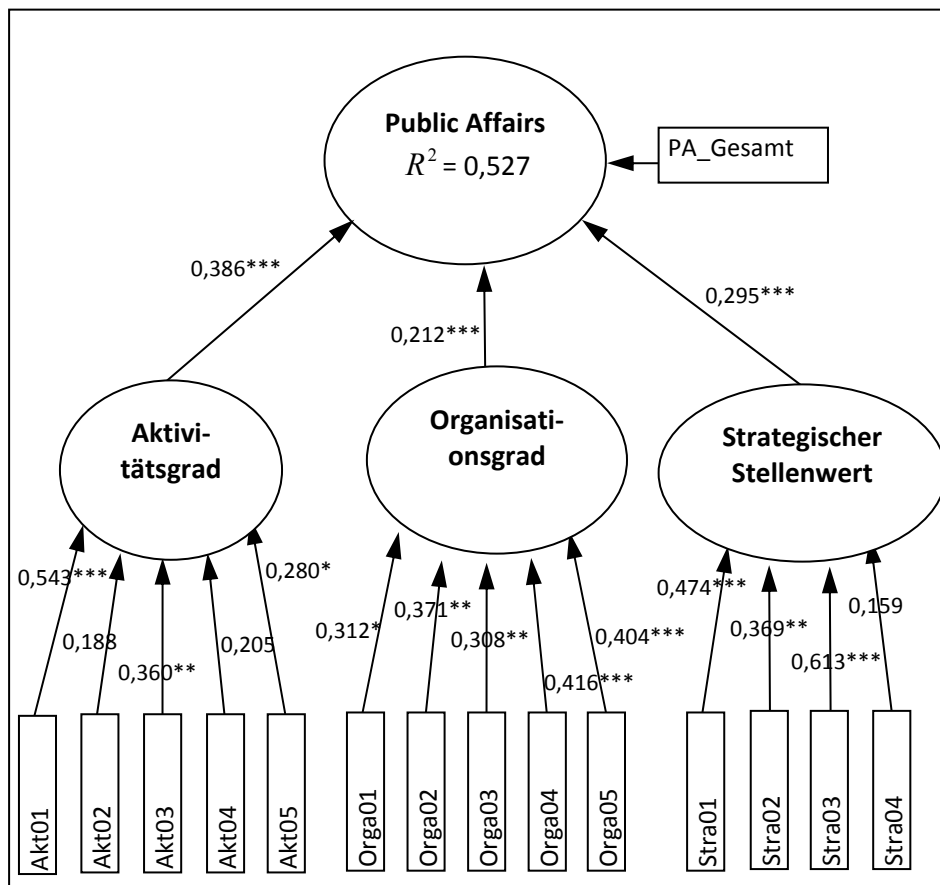 Public Affairs
R² = 0,527
PA_Gesamt
0,386***
0,212***
0,295***
Aktivi-
tätsgrad
Organisati-
onsgrad
Strategischer
Stellenwert
0,543***
0,188
0,360**
0,205
0,280*
0,312*
0,371**
0,308**
0,416***
0,404***
0,474***
0,369**
0,613***
0,159
Akt01
Akt02
Akt03
Akt04
Akt05
Orga01
Orga02
Orga03
Orga04
Orga05
Stra01
Stra02
Stra03
Stra04